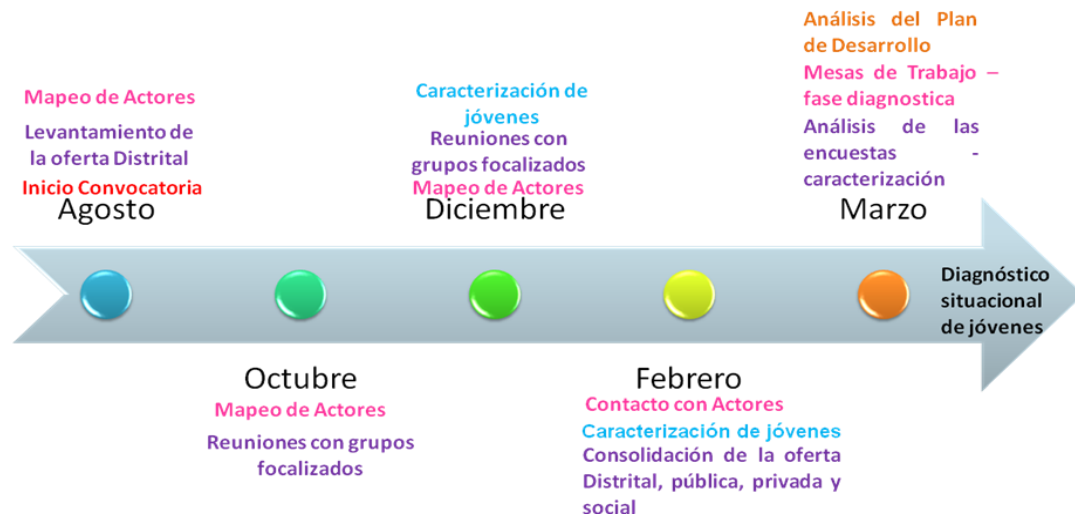 Mapeo de Actores
Levantamiento de
la oferta Distrital
Inicio Convocatoria
Agosto
Octubre
Mapeo de Actores
Reuniones con grupos
focalizados
Caracterización de
jóvenes
Reuniones con
grupos focalizados
Mapeo de Actores
Diciembre
Febrero
Contacto con Actores
Caracterización de jóvenes
Consolidación de la oferta
Distrital, pública, privada y
social
Análisis del Plan
de Desarrollo
Mesas de Trabajo –
fase diagnostica
Análisis de las
encuestas -
caracterización
Marzo
Diagnóstico
situacional
de jóvenes